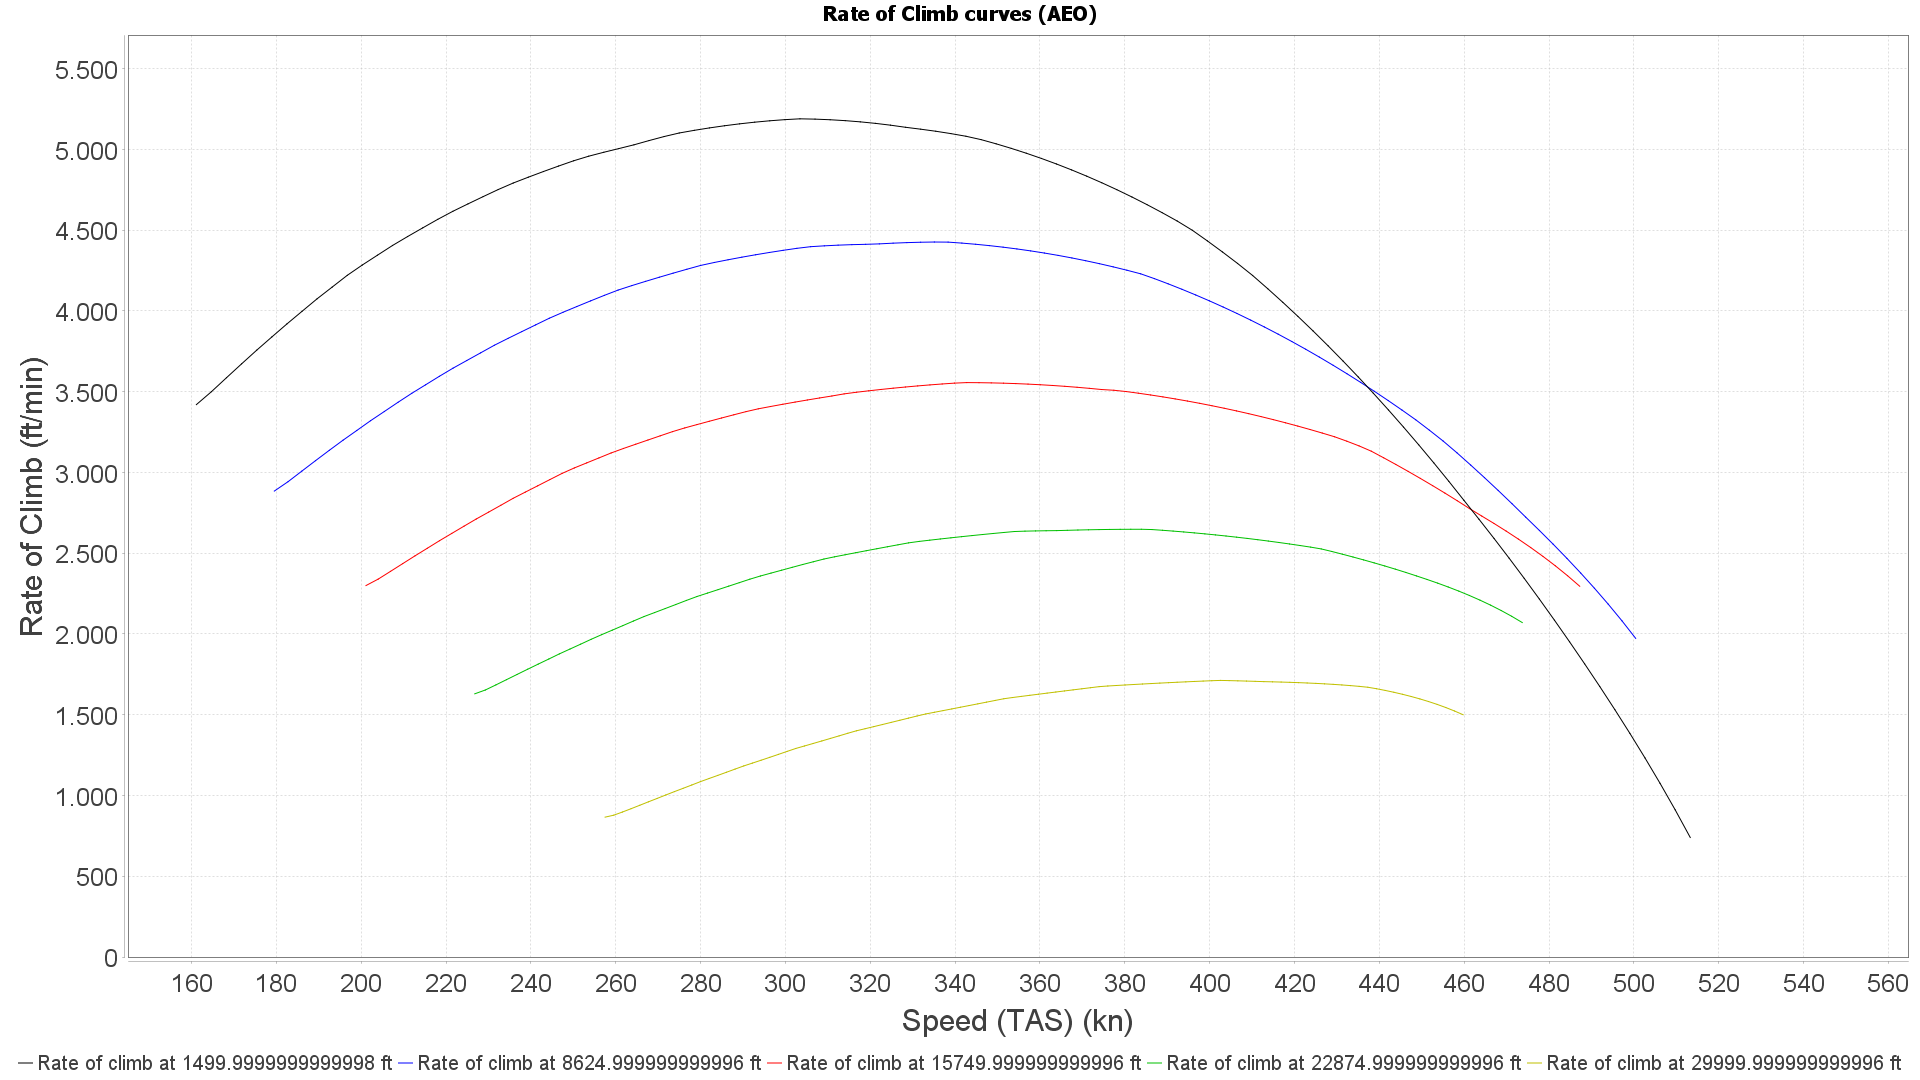 Rate of Climb curves (AEO)
5.500
5.000
4.500
4.000
3.500
3.000
2.500
2.000
1.500
1.000
500
0
Rate of Climb (ft/min)
160 180 200 220 240 260 280 300 320 340 360 380 400 420 440 460 480 500 520 540 560
Speed (TAS) (kn)
Rate of climb at 1499.9999999999998 ft Rate of climb at 8624.999999999996 ft Rate of climb at 15749.999999999996 ft Rate of climb at 22874.999999999996 ft Rate of climb at 29999.999999999996 ft